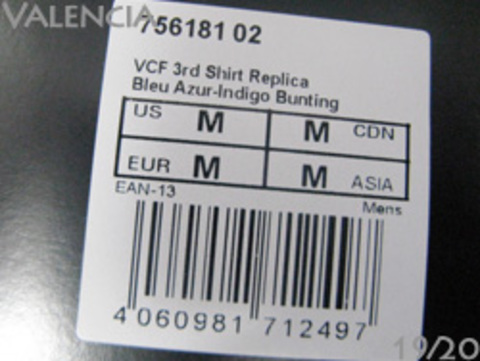 VALENCIA
756181 02
VCF 3rd Shirt Replica
Bleu Azur-Indigo Bunting
US M M CDN
EUR M M ASIA
EAN-13 Mens
4 060981 712497
19/20